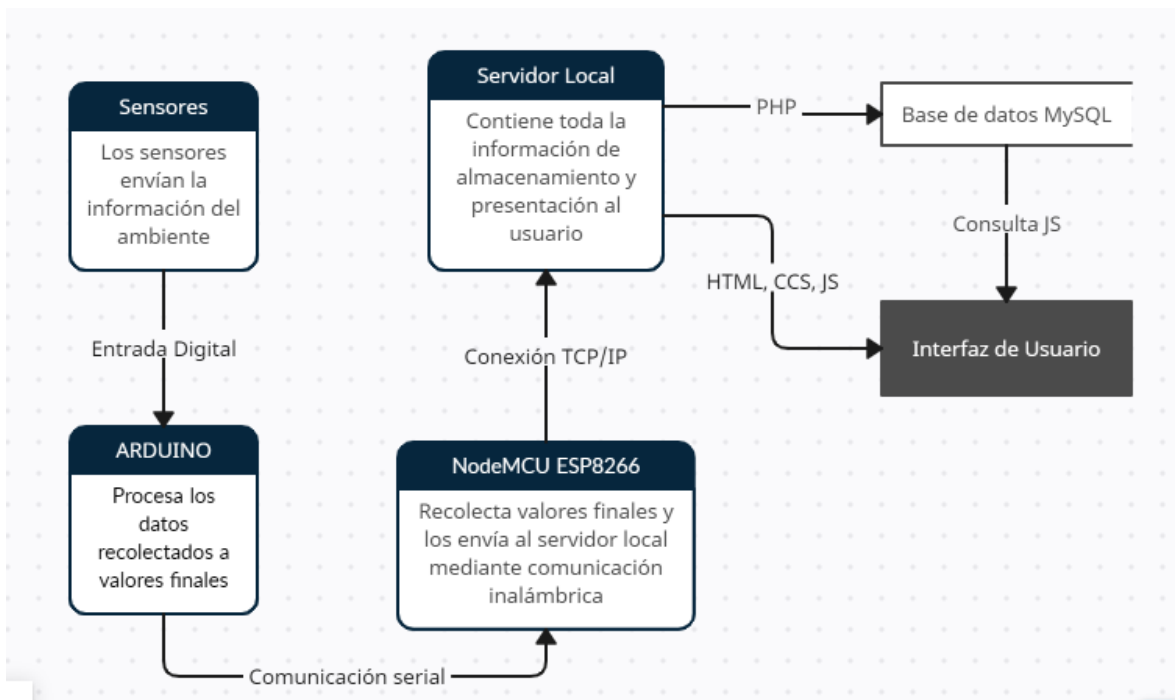 Sensores
Los sensores
envían la
información del
ambiente
Entrada Digital
ARDUINO
Procesa los
datos
recolectados a
valores finales
Comunicación serial
NodeMCU ESP8266
Recolecta valores finales y
los envía al servidor local
mediante comunicación
inalámbrica
Conexión TCP/IP
Servidor Local
Contiene toda la
información de
almacenamiento y
presentación al
usuario
PHP
Base de datos MySQL
Consulta JS
HTML, CCS, JS
Interfaz de Usuario